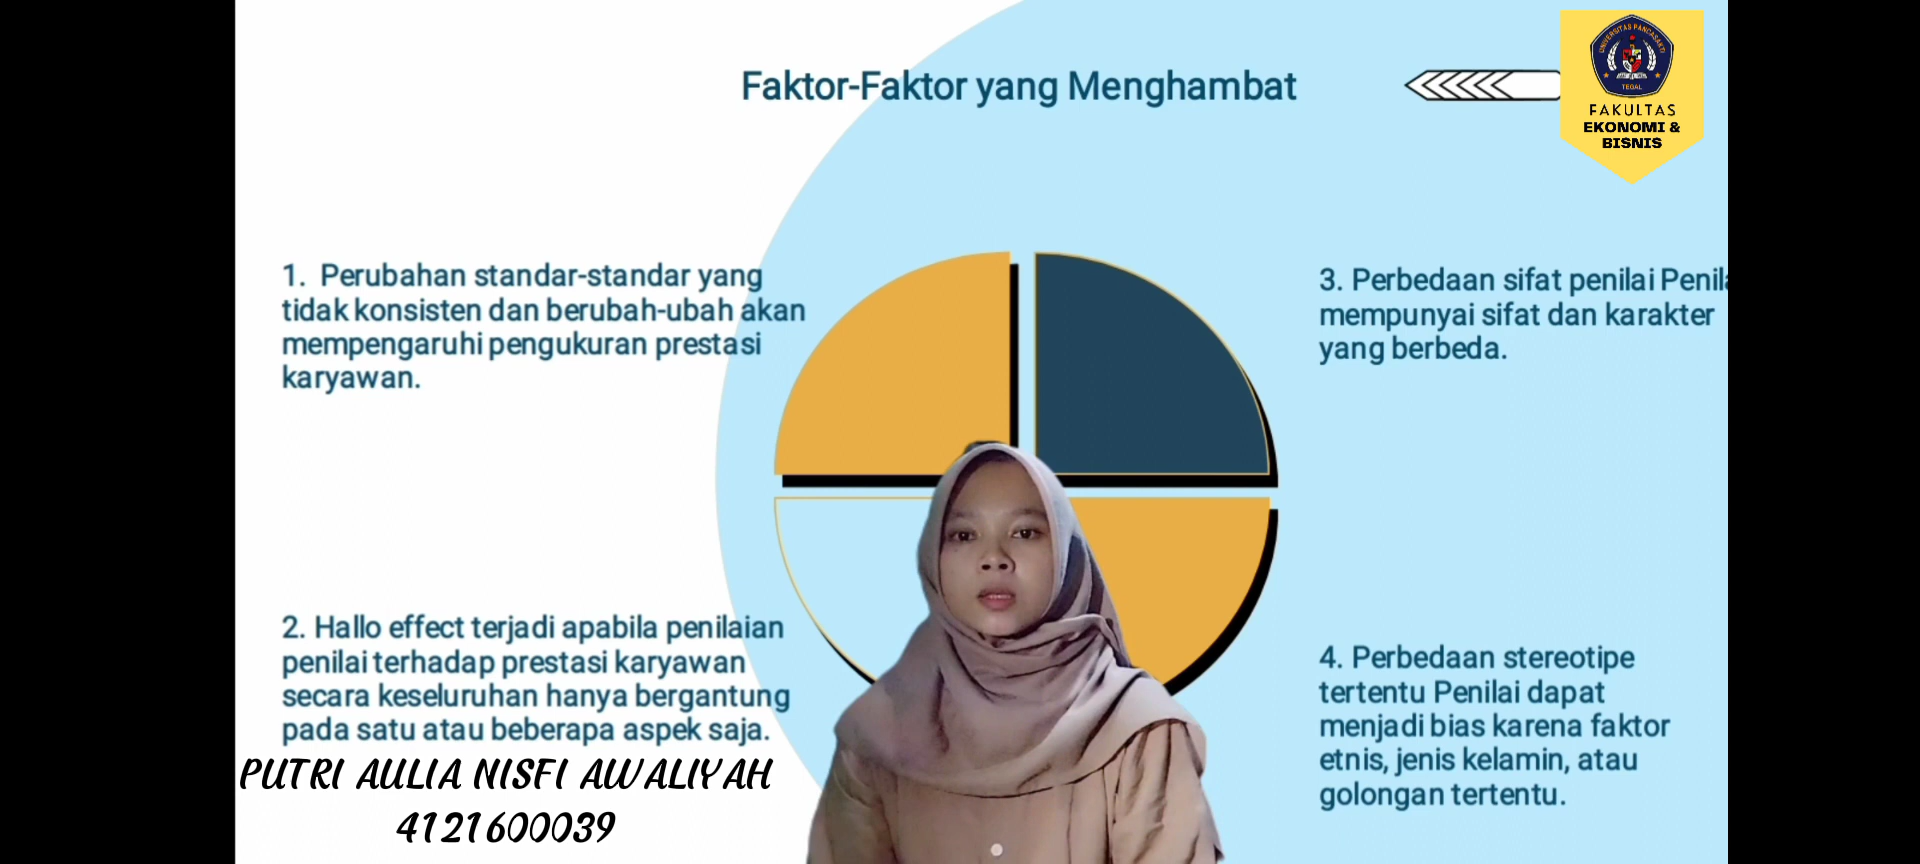 Faktor-Faktor yang Menghambat
UNIVERSITAS PANCASAKTI
TEGAL
FAKULTAS
EKONOMI &
BISNIS
1. Perubahan standar-standar yang
tidak konsisten dan berubah-ubah akan
mempengaruhi pengukuran prestasi
karyawan.
2. Hallo effect terjadi apabila penilaian
penilai terhadap prestasi karyawan
secara keseluruhan hanya bergantung
pada satu atau beberapa aspek saja.
3. Perbedaan sifat penilai
mempunyai sifat dan karakter
yang berbeda.
4. Perbedaan stereotipe
tertentu Penilai dapat
menjadi bias karena faktor
etnis, jenis kelamin, atau
golongan tertentu.
PUTRI AULIA NISFI AWALIYAH
4121600039